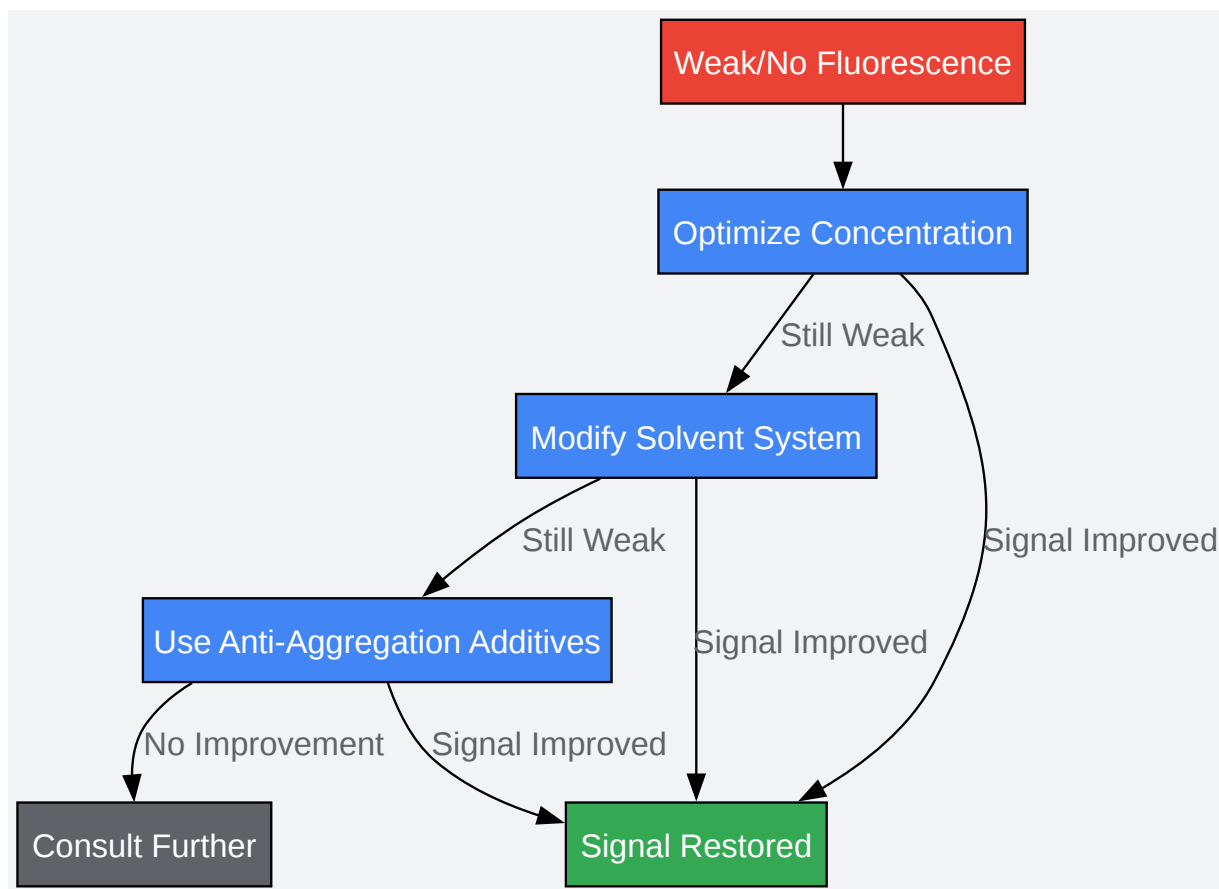 Weak/No Fluorescence
Optimize Concentration
Still Weak
Modify Solvent System
Still Weak
Signal Improved
Use Anti-Aggregation Additives
Signal Improved
No Improvement
Signal Improved
Consult Further
Signal Restored